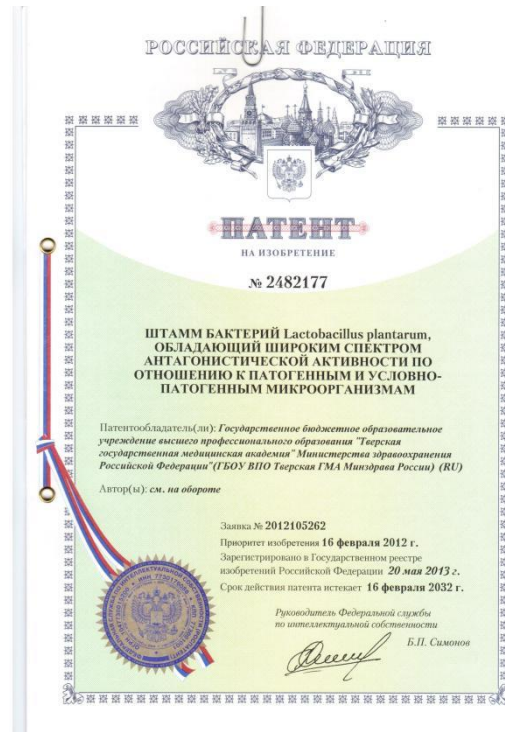 РОССИЙСКАЯ ФЕДЕРАЦИЯ
ПАТЕНТ
НА ИЗОБРЕТЕНИЕ
№ 2482177
ШТАММ БАКТЕРИЙ Lactobacillus plantarum,
ОБЛАДАЮЩИЙ ШИРОКИМ СПЕКТРОМ
АНТАГОНИСТИЧЕСКОЙ АКТИВНОСТИ ПО
ОТНОШЕНИЮ К ПАТОГЕННЫМ И УСЛОВНО-
ПАТОГЕННЫМ МИКРООРГАНИЗМАМ
Патентообладатель(ли): Государственное бюджетное образовательное
учреждение высшего профессионального образования "Тверская
государственная медицинская академия" Министерства здравоохранения
Российской Федерации"(ГБОУ ВПО Тверская ГМА Минздрава России) (RU)
Автор(ы): см. на обороте
Заявка № 2012105262
Приоритет изобретения 16 февраля 2012 г.
Зарегистрировано в Государственном реестре
изобретений Российской Федерации 20 мая 2013 г.
Срок действия патента истекает 16 февраля 2032 г.
Руководитель Федеральной службы
по интеллектуальной собственности
Б.П. Симонов